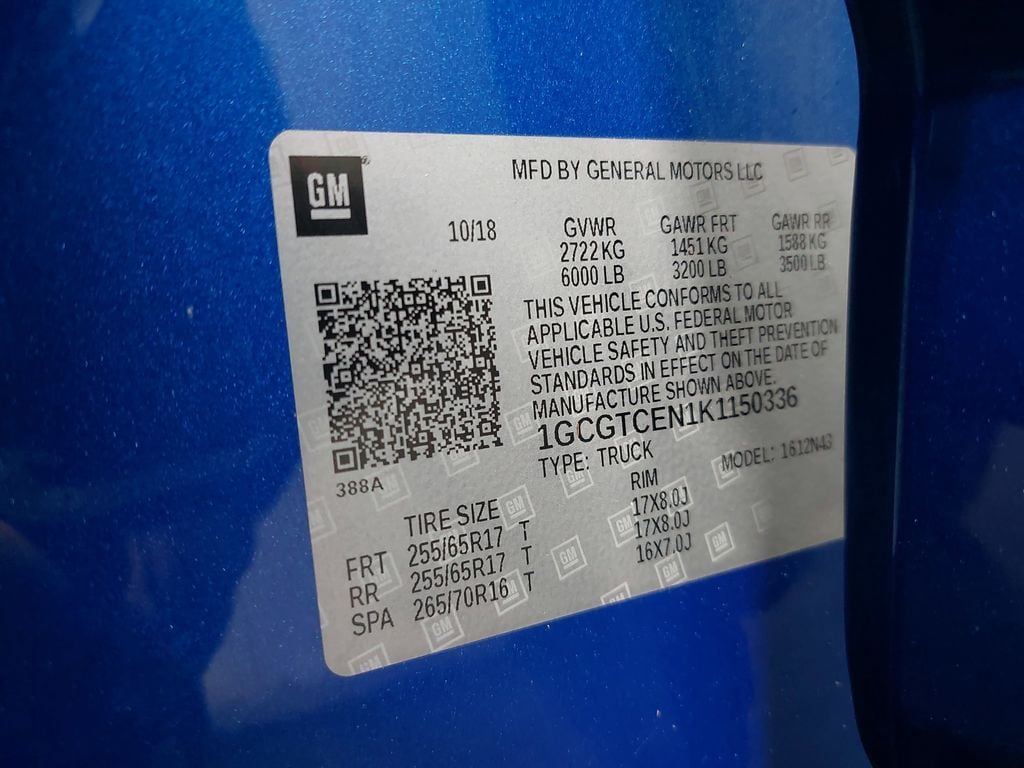 GM
MFD BY GENERAL MOTORS LLC
10/18
GVWR GAWR FRT GAWR RR
2722 KG 1451 KG 1588 KG
6000 LB 3200 LB 3500 LB
THIS VEHICLE CONFORMS TO ALL
APPLICABLE U.S. FEDERAL MOTOR
VEHICLE SAFETY AND THEFT PREVENTION
STANDARDS IN EFFECT ON THE DATE OF
MANUFACTURE SHOWN ABOVE.
1GCGTCEN1K1150336
TYPE: TRUCK MODEL: 1612N43
388A
TIRE SIZE RIM
FRT 255/65R17 T 17X8.0J
RR 255/65R17 T 17X8.0J
SPA 265/70R16 T 16X7.0J